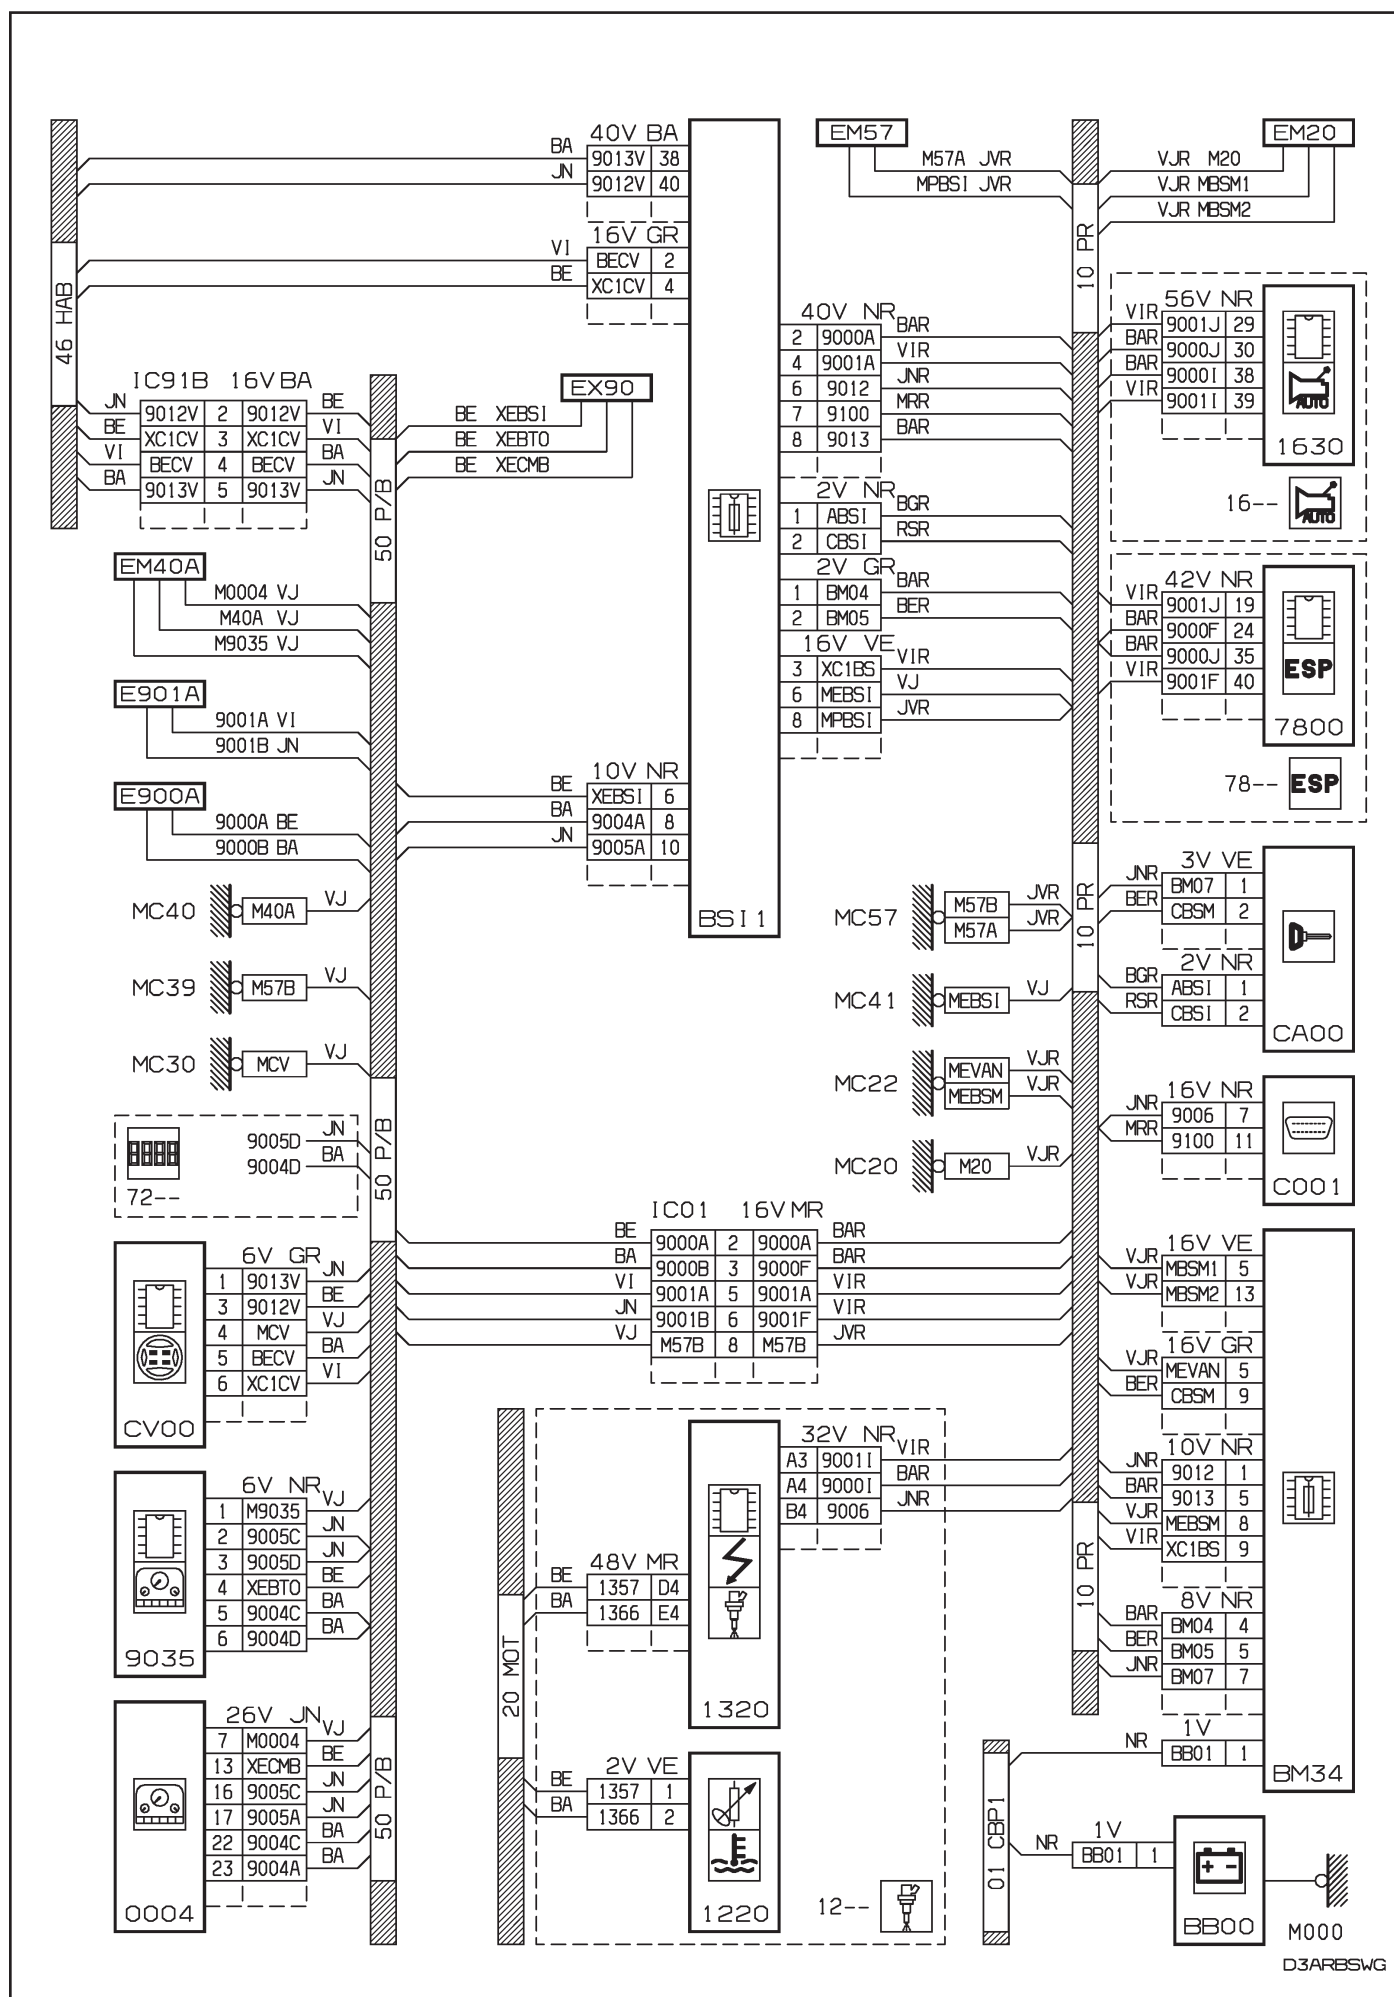 46 HAB
BA
JN
40V BA
9013V 38
9012V 40
16V GR
VI
BE
BECV 2
XC1CV 4
IC91B 16V BA
JN 9012V 2 9012V BE
BE XC1CV 3 XC1CV VI
VI BECV 4 BECV BA
BA 9013V 5 9013V JN
50 P/B
EX90
BE XEBSI
BE XEBTO
BE XECMB
EM40A
M0004 VJ
M40A VJ
M9035 VJ
E901A
9001A VI
9001B JN
E900A
9000A BE
9000B BA
10V NR
BE XEBSI 6
BA 9004A 8
JN 9005A 10
BSI1
MC40 M40A VJ
MC39 M57B VJ
MC30 MCV VJ
50 P/B
72--
9005D JN
9004D BA
6V GR
1 9013V JN
3 9012V BE
4 MCV VJ
5 BECV BA
6 XC1CV VI
CV00
6V NR
1 M9035 VJ
2 9005C JN
3 9005D JN
4 XEBTO BE
5 9004C BA
6 9004D BA
9035
26V JN
7 M0004 VJ
13 XECMB BE
16 9005C JN
17 9005A JN
22 9004C BA
23 9004A BA
0004
50 P/B
EM57
M57A JVR
MPBSI JVR
10 PR
EM20
VJR M20
VJR MBSM1
VJR MBSM2
40V NR
2 9000A BAR
4 9001A VIR
6 9012 JNR
7 9100 MRR
8 9013 BAR
2V NR
1 ABSI BGR
2 CBSI RSR
2V GR
1 BM04 BAR
2 BM05 BER
16V VE
3 XC1BS VIR
6 MEBSI VJ
8 MPBSI JVR
56V NR
VIR 9001J 29
BAR 9000J 30
BAR 9000I 38
VIR 9001I 39
AUTO
1630
16--
AUTO
42V NR
VIR 9001J 19
BAR 9000F 24
BAR 9000J 35
VIR 9001F 40
ESP
7800
78--
ESP
10 PR
MC57
M57B JVR
M57A JVR
MC41 MEBSI VJ
MC22
MEVAN VJR
MEBSM VJR
MC20 M20 VJR
3V VE
JNR BM07 1
BER CBSM 2
2V NR
BGR ABSI 1
RSR CBSI 2
CA00
16V NR
JNR 9006 7
MRR 9100 11
C001
IC01 16V MR
BE 9000A 2 9000A BAR
BA 9000B 3 9000F BAR
VI 9001A 5 9001A VIR
JN 9001B 6 9001F VIR
VJ M57B 8 M57B JVR
16V VE
VJR MBSM1 5
VJR MBSM2 13
16V GR
VJR MEVAN 5
BER CBSM 9
10V NR
JNR 9012 1
BAR 9013 5
VJR MEBSM 8
VIR XC1BS 9
8V NR
BAR BM04 4
BER BM05 5
JNR BM07 7
1V
NR BB01 1
BM34
10 PR
32V NR
A3 9001I VIR
A4 9000I BAR
B4 9006 JNR
48V MR
BE 1357 D4
BA 1366 E4
1320
20 MOT
2V VE
BE 1357 1
BA 1366 2
1220
12--
01 CBP1
1V
NR BB01 1
+ -
BB00
M000
D3ARBSWG